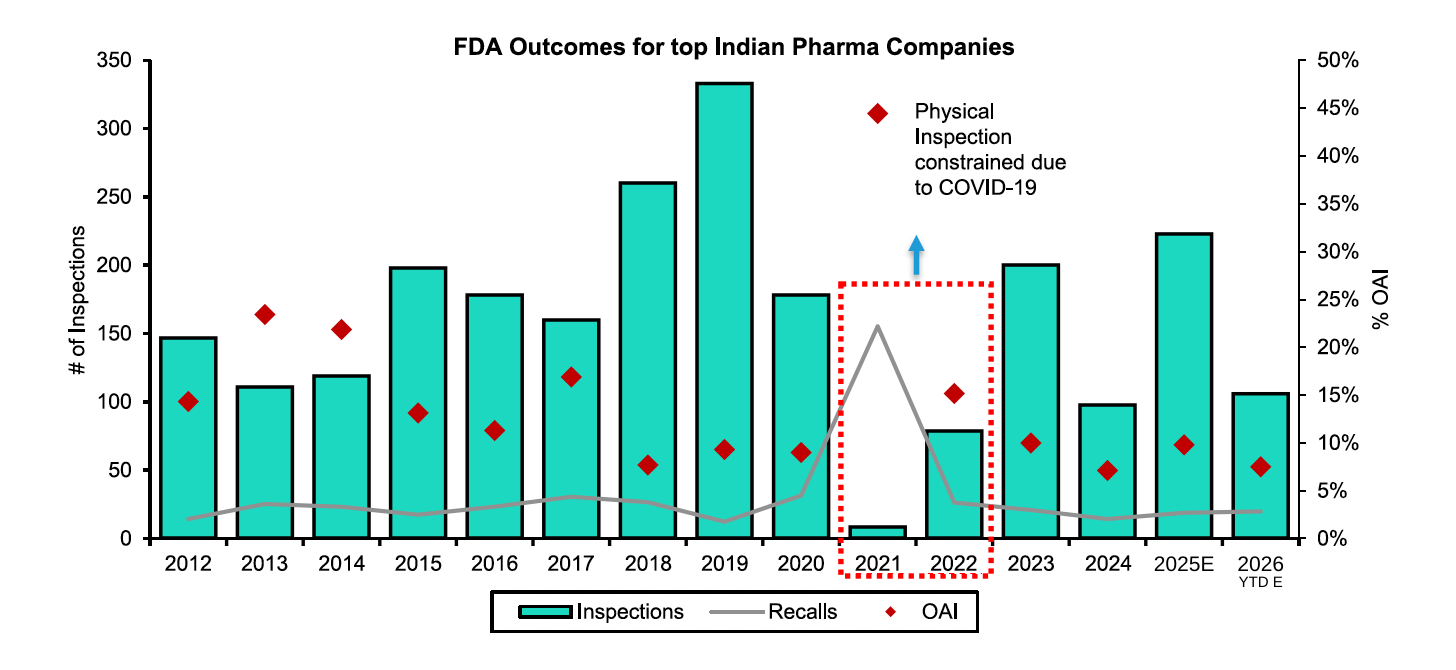 FDA Outcomes for top Indian Pharma Companies
350
300
250
200
150
100
50
0
# of Inspections
50%
45%
40%
35%
30%
25%
20%
15%
10%
5%
0%
% OAI
Physical
Inspection
constrained due
to COVID-19
2012 2013 2014 2015 2016 2017 2018 2019 2020 2021 2022 2023 2024 2025E 2026
YTD E
Inspections Recalls OAI